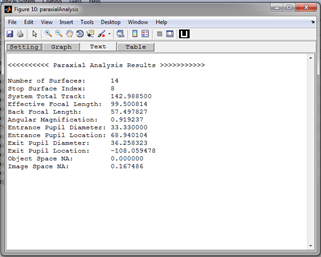 Figure 10: paraxialAnalysis
File Edit View Insert Tools Desktop Window Help
Setting Graph Text Table
<<<<<<<<<< Paraxial Analysis Results >>>>>>>>>>>
Number of Surfaces: 14
Stop Surface Index: 8
System Total Track: 142.988500
Effective Focal Length: 99.500814
Back Focal Length: 57.497827
Angular Magnification: 0.919237
Entrance Pupil Diameter: 33.330000
Entrance Pupil Location: 68.940104
Exit Pupil Diameter: 36.258323
Exit Pupil Location: -108.059478
Object Space NA: 0.000000
Image Space NA: 0.167486